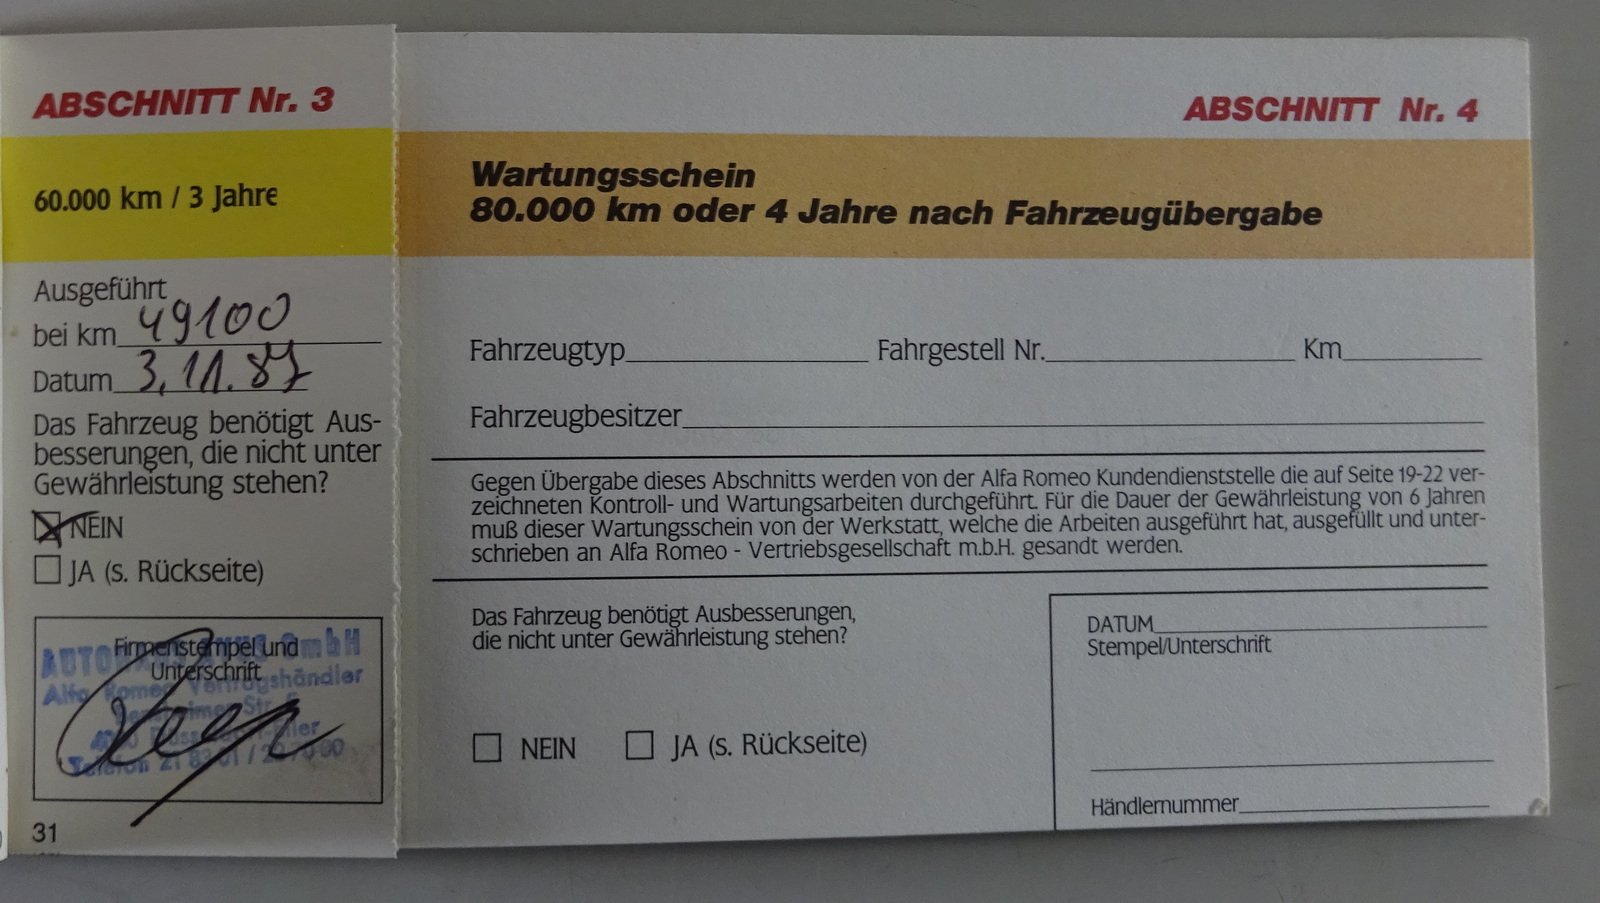 ABSCHNITT Nr. 3
60.000 km / 3 Jahre
Ausgeführt
bei km 49100
Datum 3.11.87
Das Fahrzeug benötigt Aus-
besserungen, die nicht unter
Gewährleistung stehen?
NEIN
JA (s. Rückseite)
Firmenstempel und
Unterschrift
GmbH
Alfa Romeo Vertragshändler
Telefon
31
ABSCHNITT Nr. 4
Wartungsschein
80.000 km oder 4 Jahre nach Fahrzeugübergabe
Fahrzeugtyp Fahrgestell Nr. Km
Fahrzeugbesitzer
Gegen Übergabe dieses Abschnitts werden von der Alfa Romeo Kundendienststelle die auf Seite 19-22 ver-
zeichneten Kontroll- und Wartungsarbeiten durchgeführt. Für die Dauer der Gewährleistung von 6 Jahren
muß dieser Wartungsschein von der Werkstatt, welche die Arbeiten ausgeführt hat, ausgefüllt und unter-
schrieben an Alfa Romeo - Vertriebsgesellschaft m.b.H. gesandt werden.
Das Fahrzeug benötigt Ausbesserungen,
die nicht unter Gewährleistung stehen?
NEIN JA (s. Rückseite)
DATUM
Stempel/Unterschrift
Händlernummer